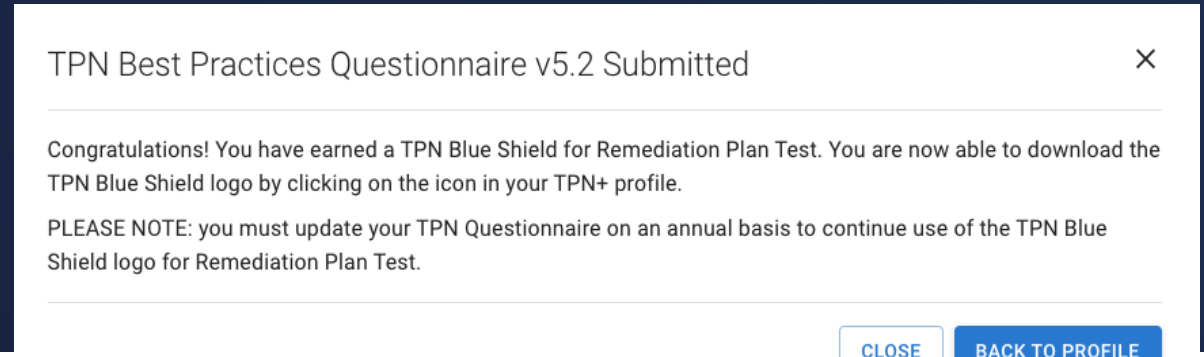 TPN Best Practices Questionnaire v5.2 Submitted
Congratulations! You have earned a TPN Blue Shield for Remediation Plan Test. You are now able to download the
TPN Blue Shield logo by clicking on the icon in your TPN+ profile.
PLEASE NOTE: you must update your TPN Questionnaire on an annual basis to continue use of the TPN Blue
Shield logo for Remediation Plan Test.
CLOSE BACK TO PROFILE